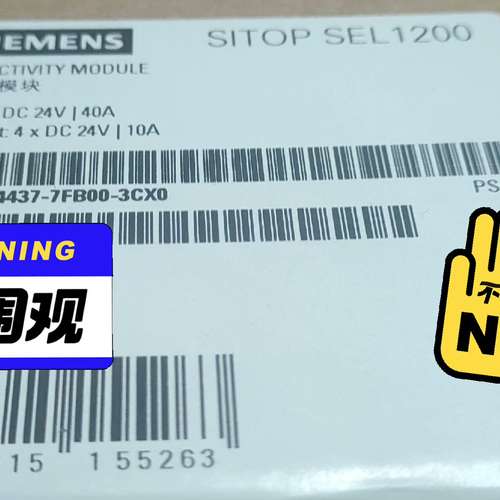 SIEMENS
SITOP SEL1200
CTIVITY MODULE
模块
DC 24V | 40A
t: 4 x DC 24V | 10A
4437-7FB00-3CX0
PS
NING
围观
不
N
15 155263